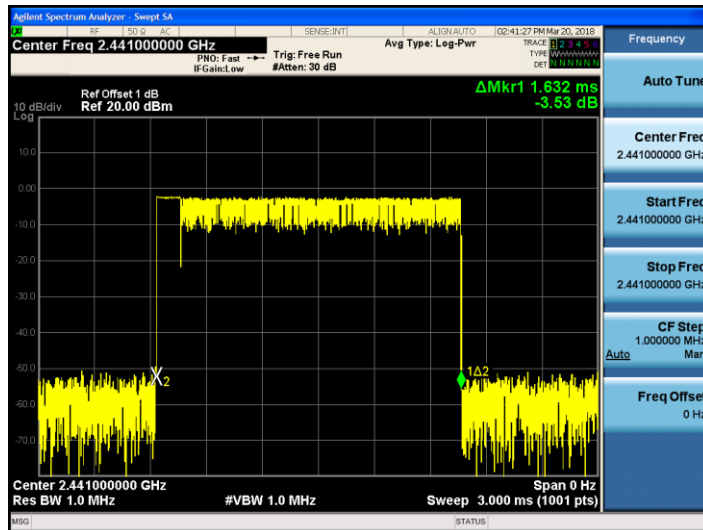 Agilent Spectrum Analyzer - Swept SA
RF 50 Ω AC SENSE:INT ALIGN AUTO 02:41:27 PM Mar 20, 2018
Center Freq 2.441000000 GHz
PNO: Fast
IFGain:Low
Trig: Free Run
#Atten: 30 dB
Avg Type: Log-Pwr
TRACE 1 2 3 4 5 6
TYPE
DET N N N N N N
Ref Offset 1 dB
Ref 20.00 dBm
10 dB/div
Log
ΔMkr1 1.632 ms
-3.53 dB
10.0
0.00
-10.0
-20.0
-30.0
-40.0
-50.0
-60.0
-70.0
2
1Δ2
Center 2.441000000 GHz
Span 0 Hz
Res BW 1.0 MHz
#VBW 1.0 MHz
Sweep 3.000 ms (1001 pts)
MSG
STATUS
Frequency
Auto Tune
Center Freq
2.441000000 GHz
Start Freq
2.441000000 GHz
Stop Freq
2.441000000 GHz
CF Step
1.000000 MHz
Auto Man
Freq Offset
0 Hz